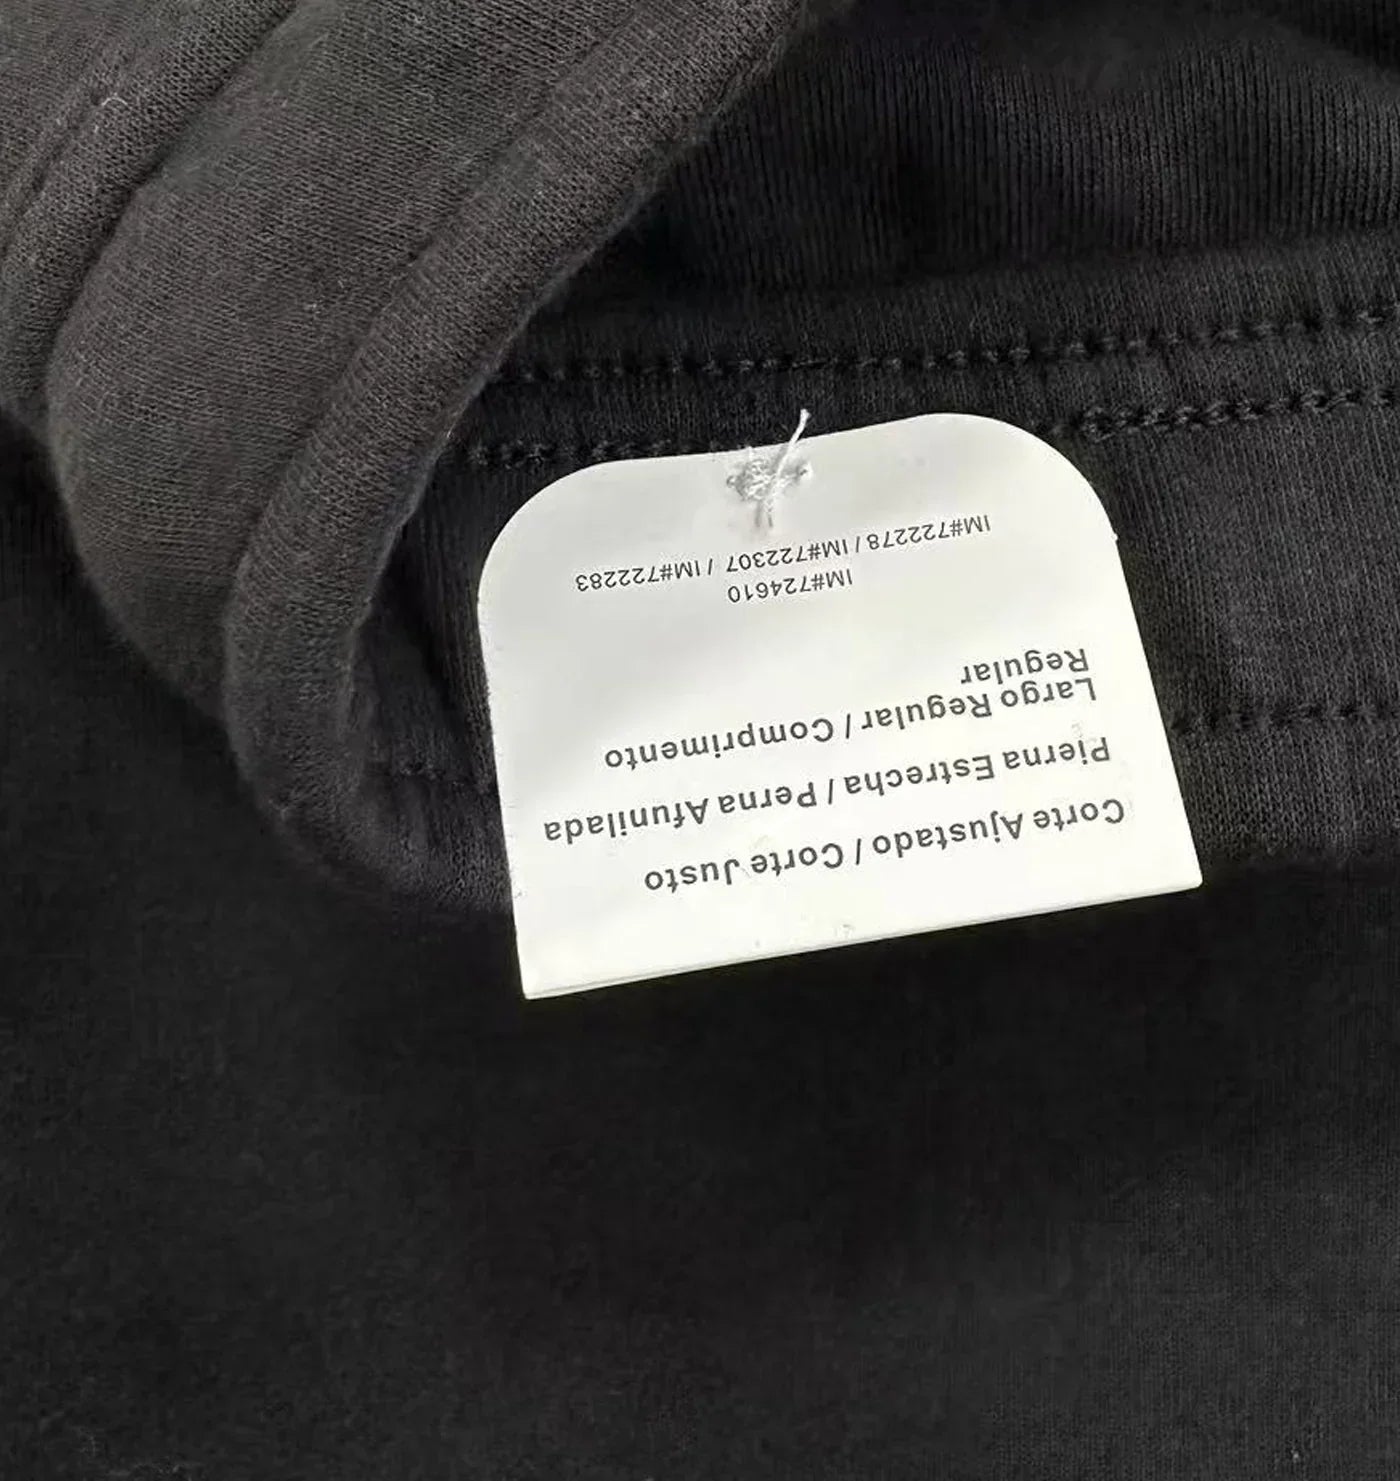 Corte Ajustado / Corte Justo
Pierna Estrecha / Perna Afunilada
Largo Regular / Comprimento
Regular
IM#724610
IM#722278 / IM#722307 / IM#722283